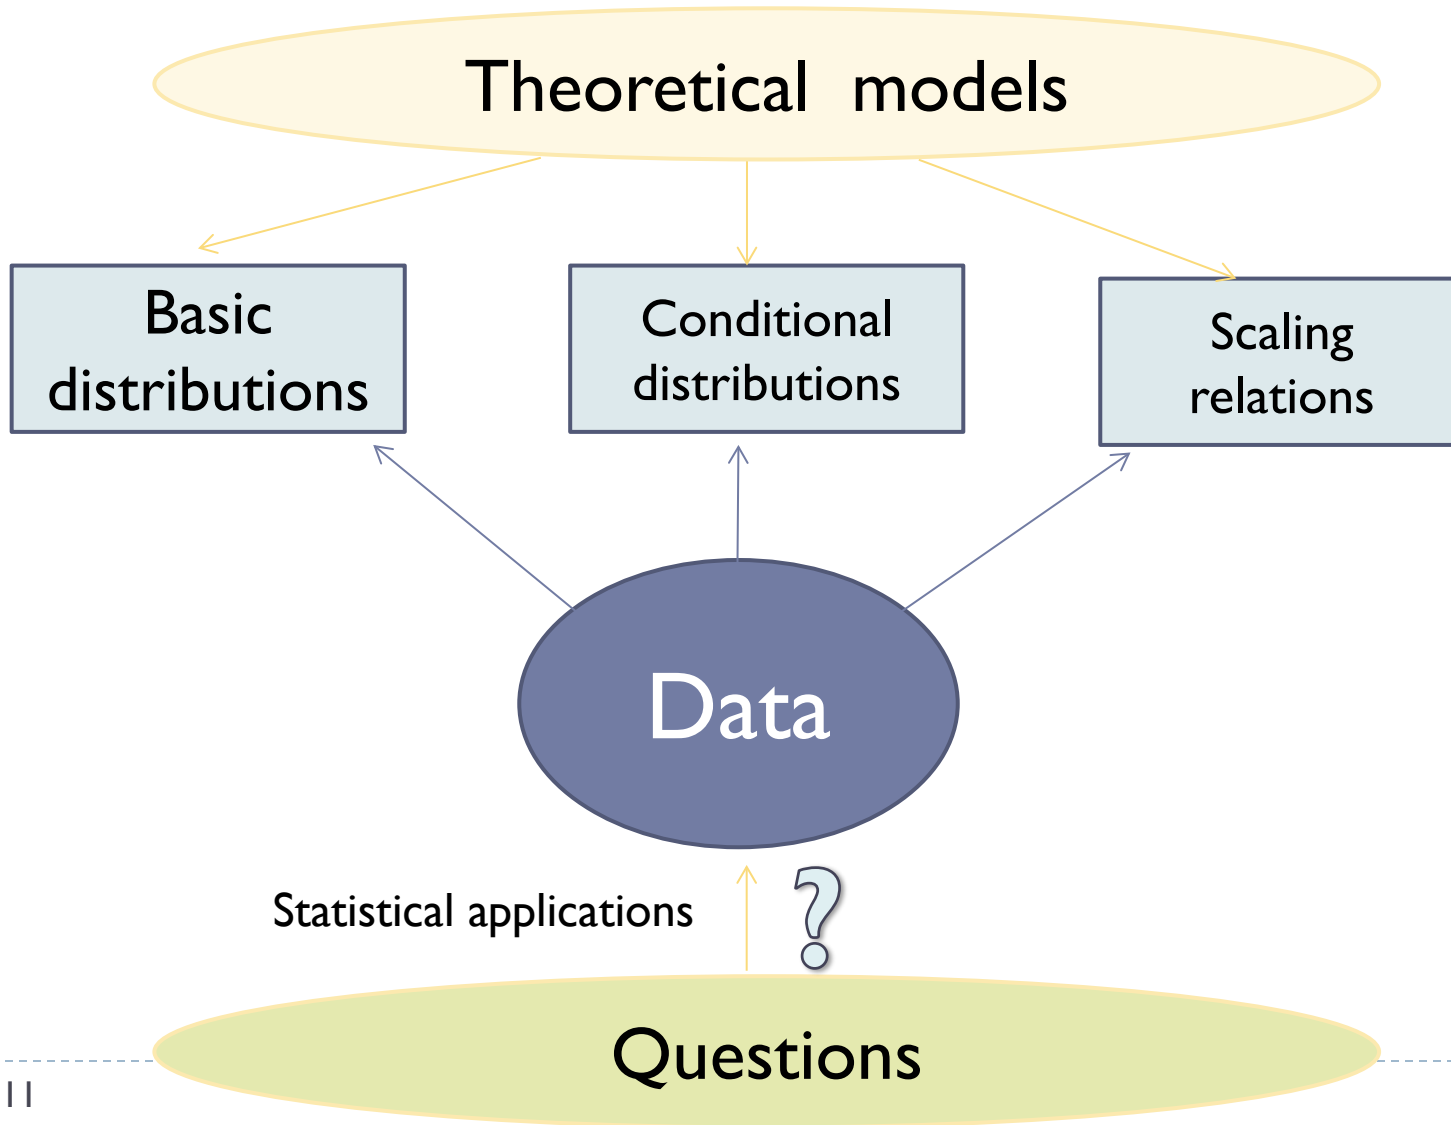 Theoretical models
Basic
distributions
Conditional
distributions
Scaling
relations
Data
Statistical applications
?
Questions
11